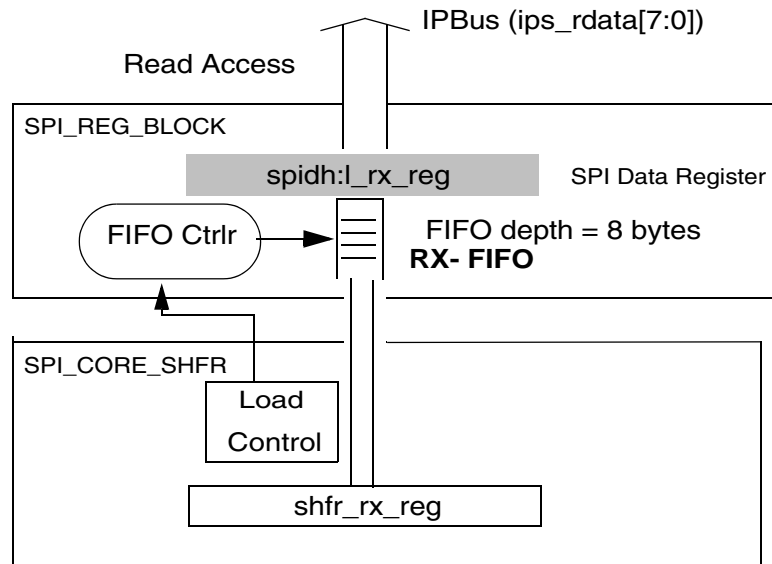 IPBus (ips_rdata[7:0])
Read Access
SPI_REG_BLOCK
spidh:l_rx_reg
SPI Data Register
FIFO Ctrlr
FIFO depth = 8 bytes
RX- FIFO
SPI_CORE_SHFR
Load
Control
shfr_rx_reg